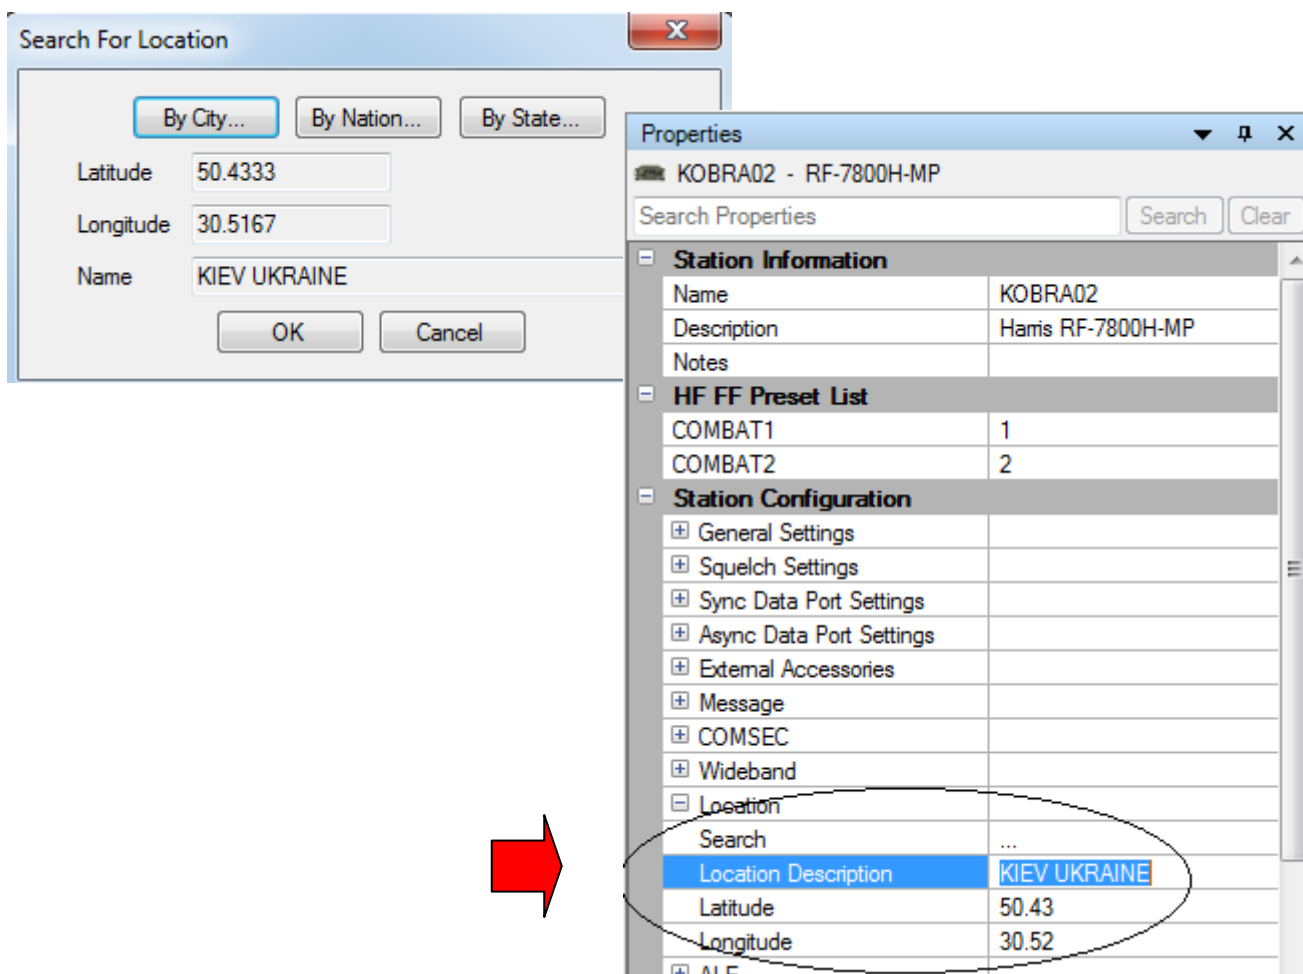 Search For Location
By City... By Nation... By State...
Latitude 50.4333
Longitude 30.5167
Name KIEV UKRAINE
OK Cancel
Properties
KOBRA02 - RF-7800H-MP
Search Properties Search Clear
Station Information
Name KOBRA02
Description Harris RF-7800H-MP
Notes
HF FF Preset List
COMBAT1 1
COMBAT2 2
Station Configuration
General Settings
Squelch Settings
Sync Data Port Settings
Async Data Port Settings
External Accessories
Message
COMSEC
Wideband
Location
Search ...
Location Description KIEV UKRAINE
Latitude 50.43
Longitude 30.52